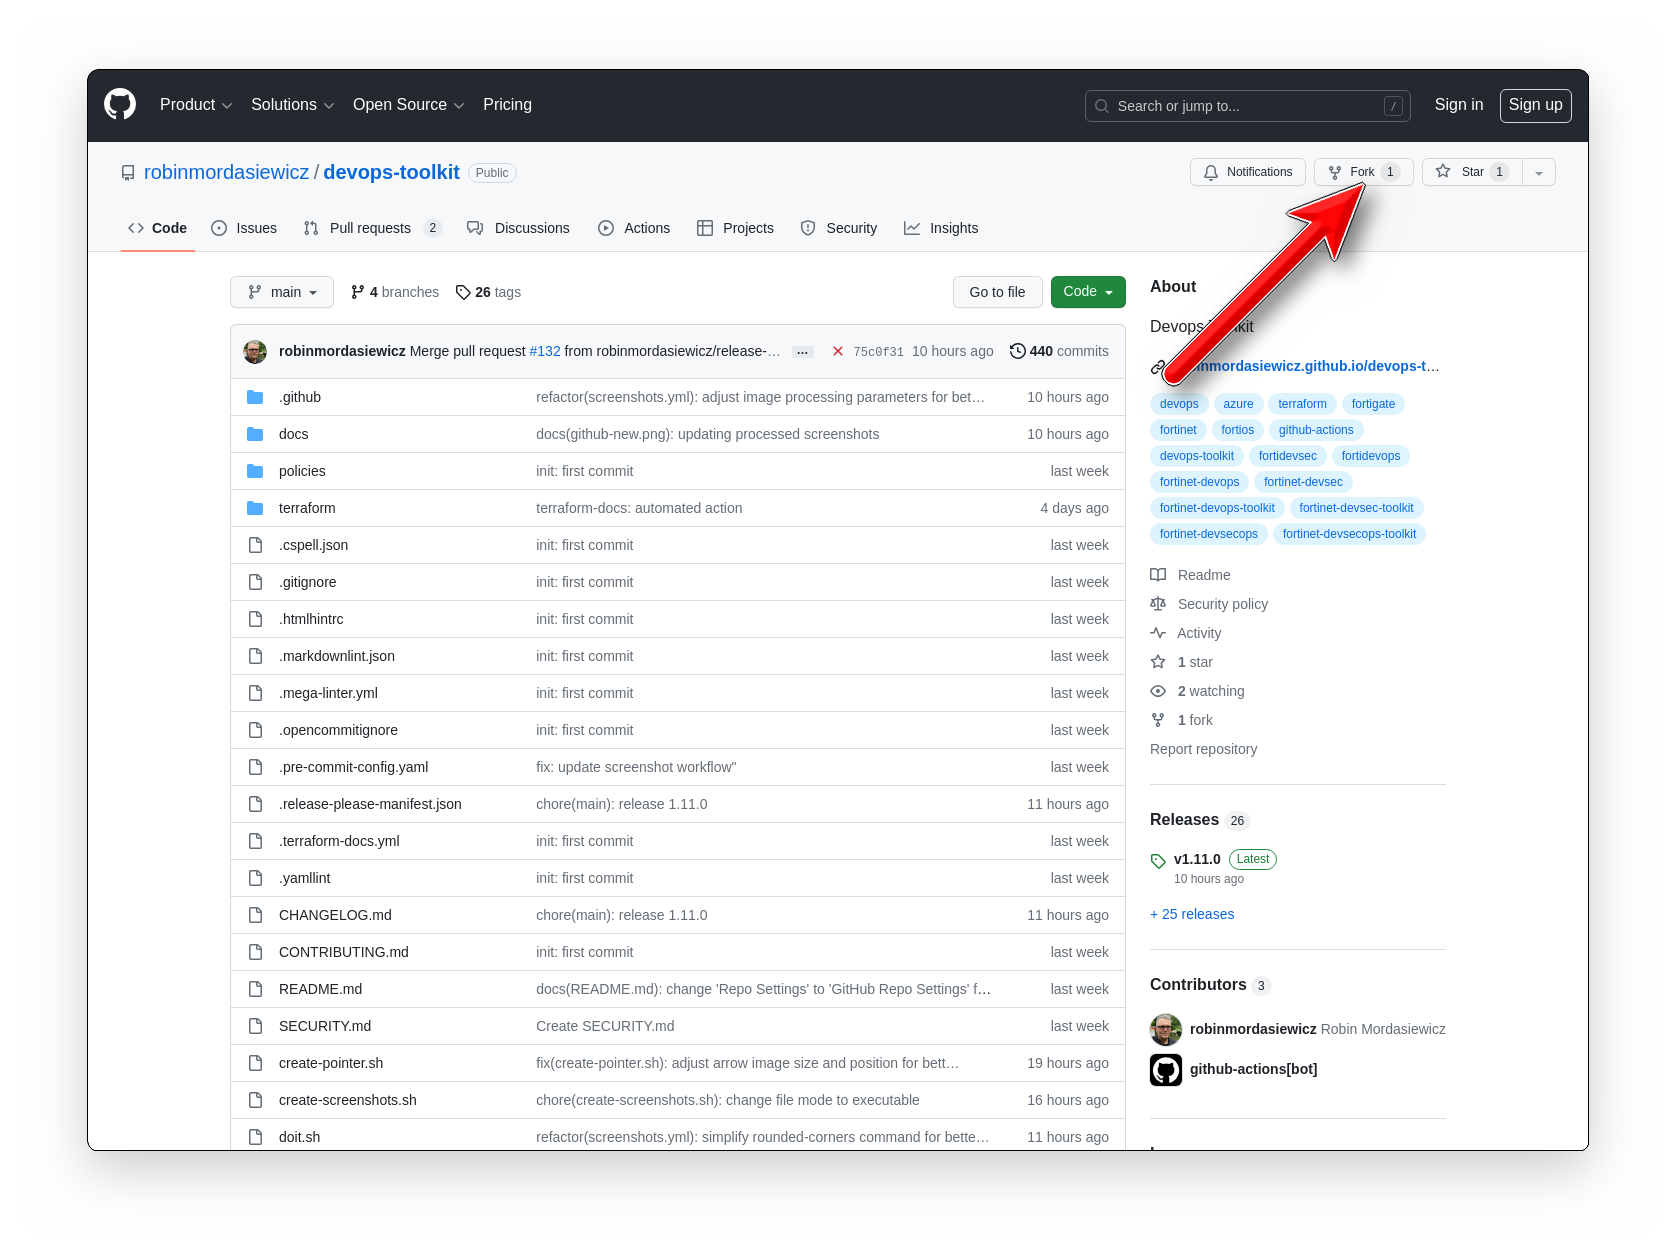 Product Solutions Open Source Pricing Search or jump to... / Sign in Sign up
robinmordasiewicz / devops-toolkit Public Notifications Fork 1 Star 1
Code Issues Pull requests 2 Discussions Actions Projects Security Insights
main 4 branches 26 tags Go to file Code
robinmordasiewicz Merge pull request #132 from robinmordasiewicz/release-… … 75c0f31 10 hours ago 440 commits
.github refactor(screenshots.yml): adjust image processing parameters for bet… 10 hours ago
docs docs(github-new.png): updating processed screenshots 10 hours ago
policies init: first commit last week
terraform terraform-docs: automated action 4 days ago
.cspell.json init: first commit last week
.gitignore init: first commit last week
.htmlhintrc init: first commit last week
.markdownlint.json init: first commit last week
.mega-linter.yml init: first commit last week
.opencommitignore init: first commit last week
.pre-commit-config.yaml fix: update screenshot workflow" last week
.release-please-manifest.json chore(main): release 1.11.0 11 hours ago
.terraform-docs.yml init: first commit last week
.yamllint init: first commit last week
CHANGELOG.md chore(main): release 1.11.0 11 hours ago
CONTRIBUTING.md init: first commit last week
README.md docs(README.md): change 'Repo Settings' to 'GitHub Repo Settings' f… last week
SECURITY.md Create SECURITY.md last week
create-pointer.sh fix(create-pointer.sh): adjust arrow image size and position for bett… 19 hours ago
create-screenshots.sh chore(create-screenshots.sh): change file mode to executable 16 hours ago
doit.sh refactor(screenshots.yml): simplify rounded-corners command for bette… 11 hours ago
About
Devops
inmordasiewicz.github.io/devops-t…
devops azure terraform fortigate
fortinet fortios github-actions
devops-toolkit fortidevsec fortidevops
fortinet-devops fortinet-devsec
fortinet-devops-toolkit fortinet-devsec-toolkit
fortinet-devsecops fortinet-devsecops-toolkit
Readme
Security policy
Activity
1 star
2 watching
1 fork
Report repository
Releases 26
v1.11.0 Latest
10 hours ago
+ 25 releases
Contributors 3
robinmordasiewicz Robin Mordasiewicz
github-actions[bot]